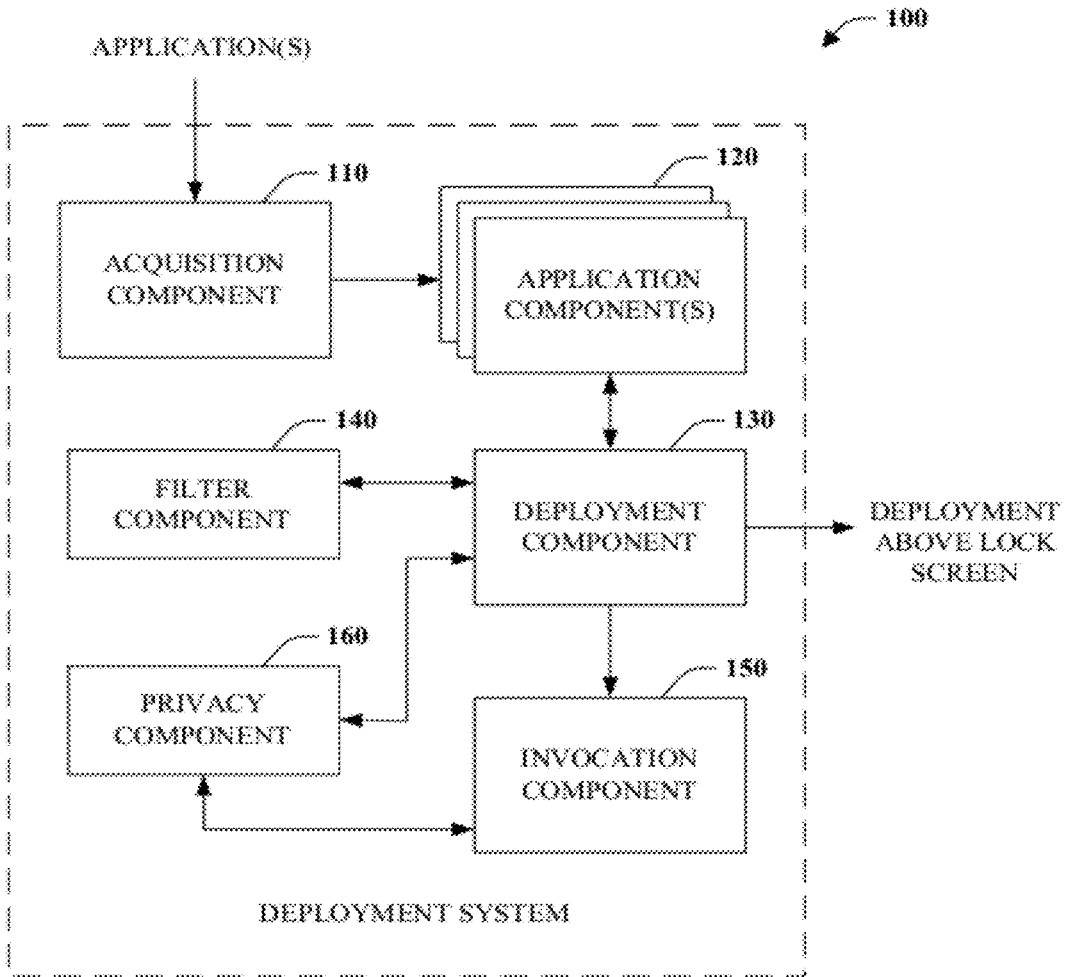 100
APPLICATION(S)
110
120
ACQUISITION
COMPONENT
APPLICATION
COMPONENT(S)
140
130
FILTER
COMPONENT
DEPLOYMENT
COMPONENT
DEPLOYMENT
ABOVE LOCK
SCREEN
160
150
PRIVACY
COMPONENT
INVOCATION
COMPONENT
DEPLOYMENT SYSTEM